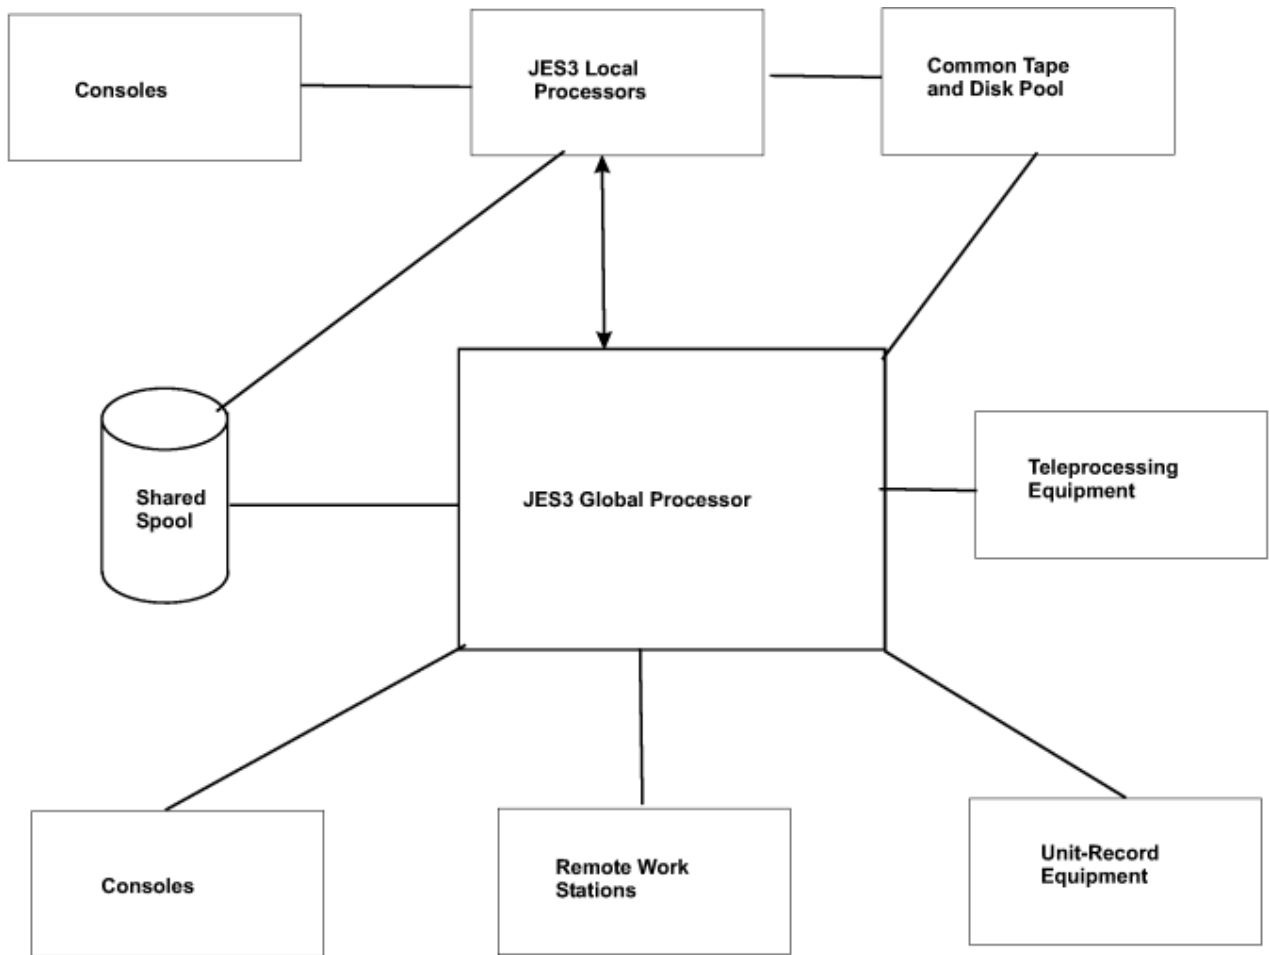 Consoles
JES3 Local
Processors
Common Tape
and Disk Pool
Shared
Spool
JES3 Global Processor
Teleprocessing
Equipment
Consoles
Remote Work
Stations
Unit-Record
Equipment